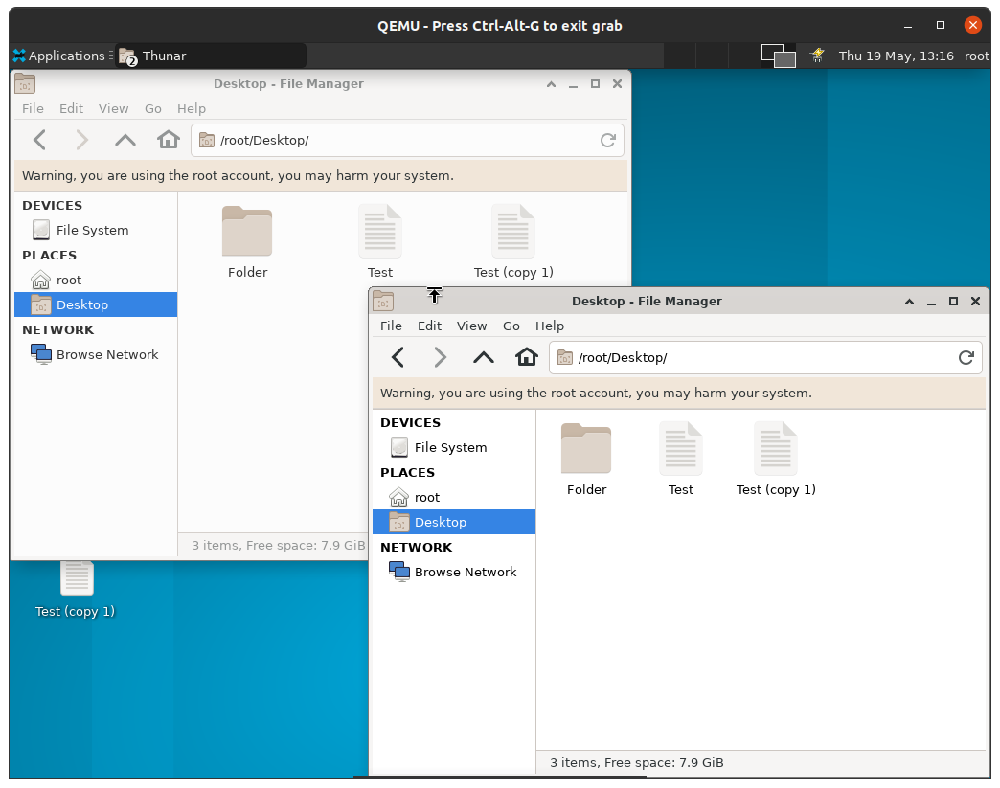 QEMU - Press Ctrl-Alt-G to exit grab
Applications
2 Thunar
Thu 19 May, 13:16 root
Desktop - File Manager
File Edit View Go Help
/root/Desktop/
Warning, you are using the root account, you may harm your system.
DEVICES
File System
PLACES
root
Desktop
NETWORK
Browse Network
Folder Test Test (copy 1)
3 items, Free space: 7.9 GiB
Test (copy 1)
Desktop - File Manager
File Edit View Go Help
/root/Desktop/
Warning, you are using the root account, you may harm your system.
DEVICES
File System
PLACES
root
Desktop
NETWORK
Browse Network
Folder Test Test (copy 1)
3 items, Free space: 7.9 GiB